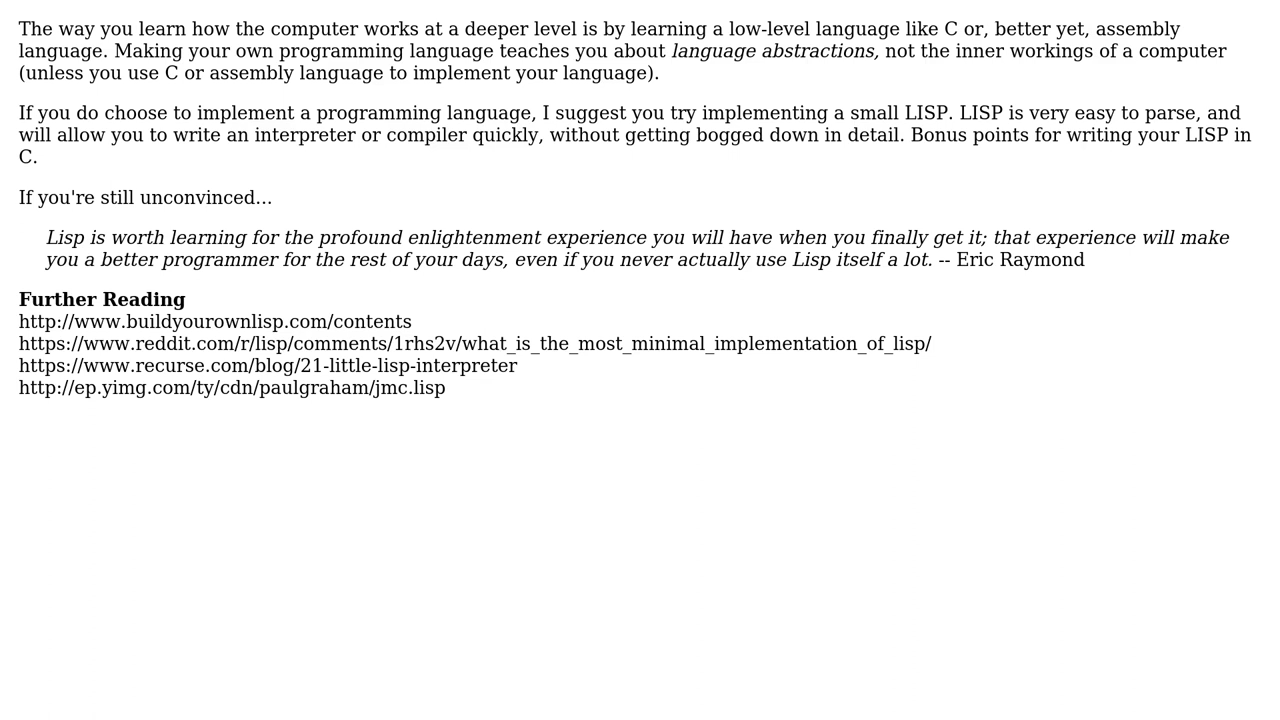 The way you learn how the computer works at a deeper level is by learning a low-level language like C or, better yet, assembly
language. Making your own programming language teaches you about language abstractions, not the inner workings of a computer
(unless you use C or assembly language to implement your language).
If you do choose to implement a programming language, I suggest you try implementing a small LISP. LISP is very easy to parse, and
will allow you to write an interpreter or compiler quickly, without getting bogged down in detail. Bonus points for writing your LISP in
C.
If you're still unconvinced...
Lisp is worth learning for the profound enlightenment experience you will have when you finally get it; that experience will make
you a better programmer for the rest of your days, even if you never actually use Lisp itself a lot. -- Eric Raymond
Further Reading
http://www.buildyourownlisp.com/contents
https://www.reddit.com/r/lisp/comments/1rhs2v/what_is_the_most_minimal_implementation_of_lisp/
https://www.recurse.com/blog/21-little-lisp-interpreter
http://ep.yimg.com/ty/cdn/paulgraham/jmc.lisp